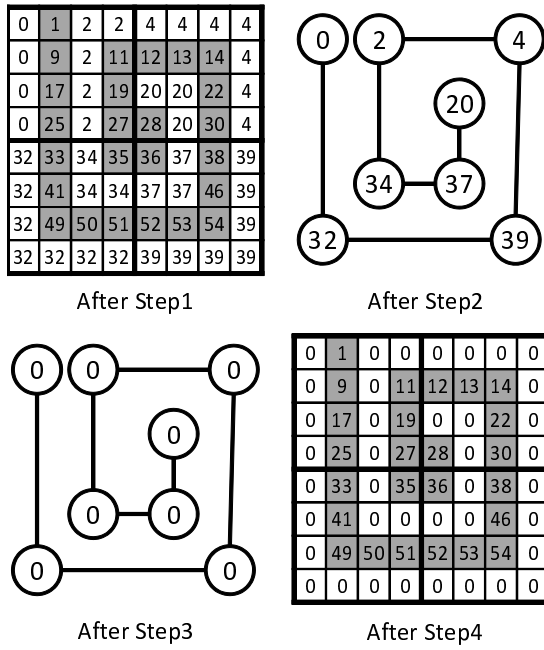 0 1 2 2 4 4 4 4
0 9 2 11 12 13 14 4
0 17 2 19 20 20 22 4
0 25 2 27 28 20 30 4
32 33 34 35 36 37 38 39
32 41 34 34 37 37 46 39
32 49 50 51 52 53 54 39
32 32 32 32 39 39 39 39
After Step1
0 2 4
20
34 37
32 39
After Step2
0 0 0
0
0 0
0 0
After Step3
0 1 0 0 0 0 0 0
0 9 0 11 12 13 14 0
0 17 0 19 0 0 22 0
0 25 0 27 28 0 30 0
0 33 0 35 36 0 38 0
0 41 0 0 0 0 46 0
0 49 50 51 52 53 54 0
0 0 0 0 0 0 0 0
After Step4